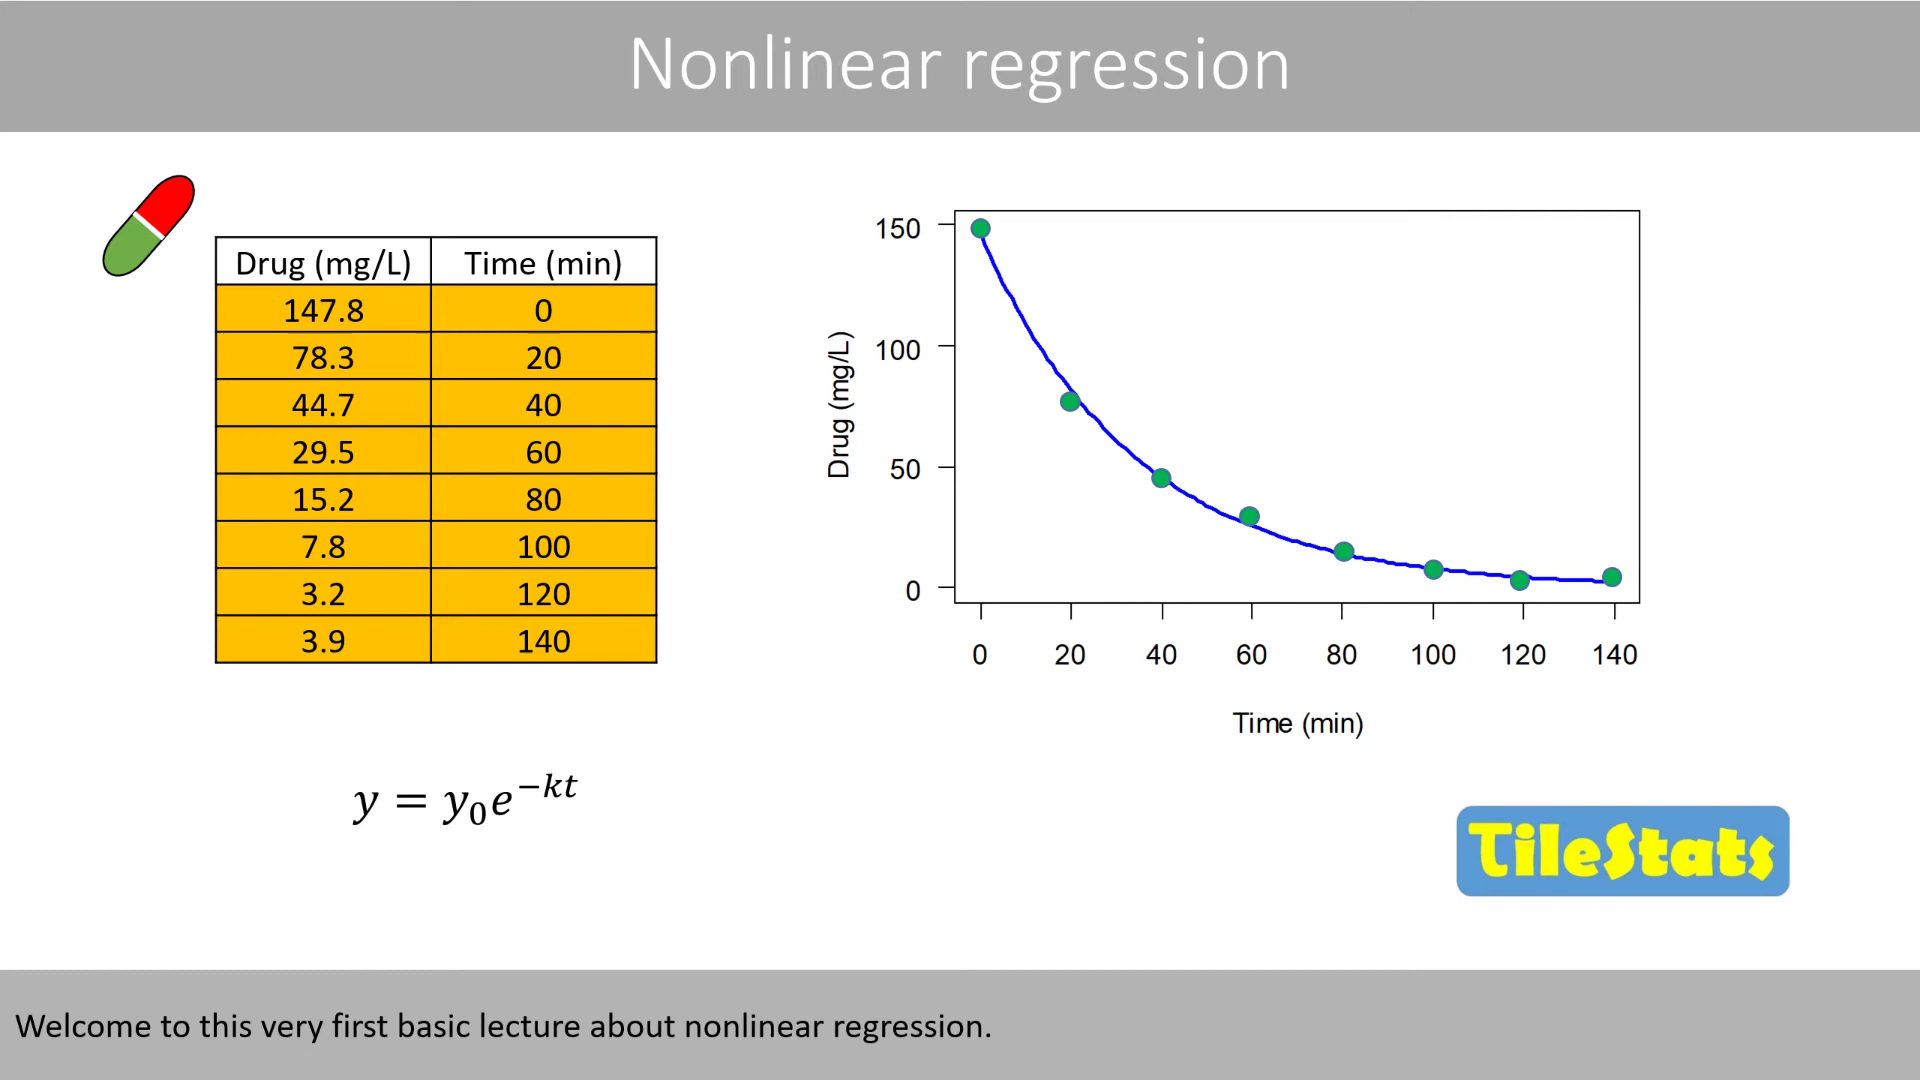 Nonlinear regression
Drug (mg/L) Time (min)
147.8 0
78.3 20
44.7 40
29.5 60
15.2 80
7.8 100
3.2 120
3.9 140
y = y₀e⁻ᵏᵗ
Drug (mg/L)
150
100
50
0
0 20 40 60 80 100 120 140
Time (min)
TileStats
Welcome to this very first basic lecture about nonlinear regression.